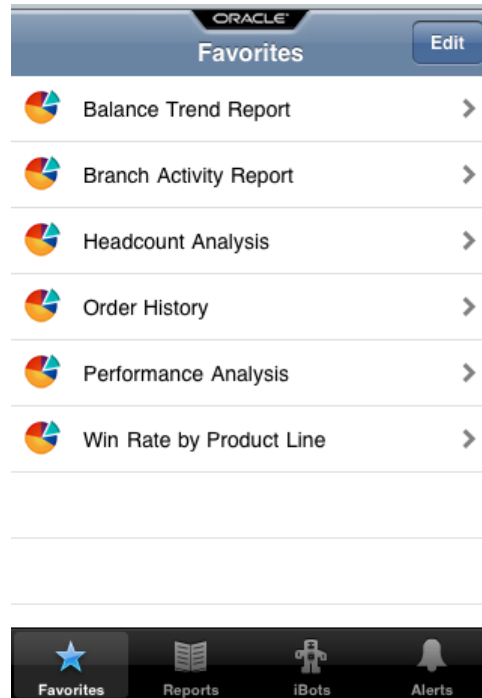 ORACLE
Favorites
Edit
Balance Trend Report
Branch Activity Report
Headcount Analysis
Order History
Performance Analysis
Win Rate by Product Line
Favorites Reports iBots Alerts